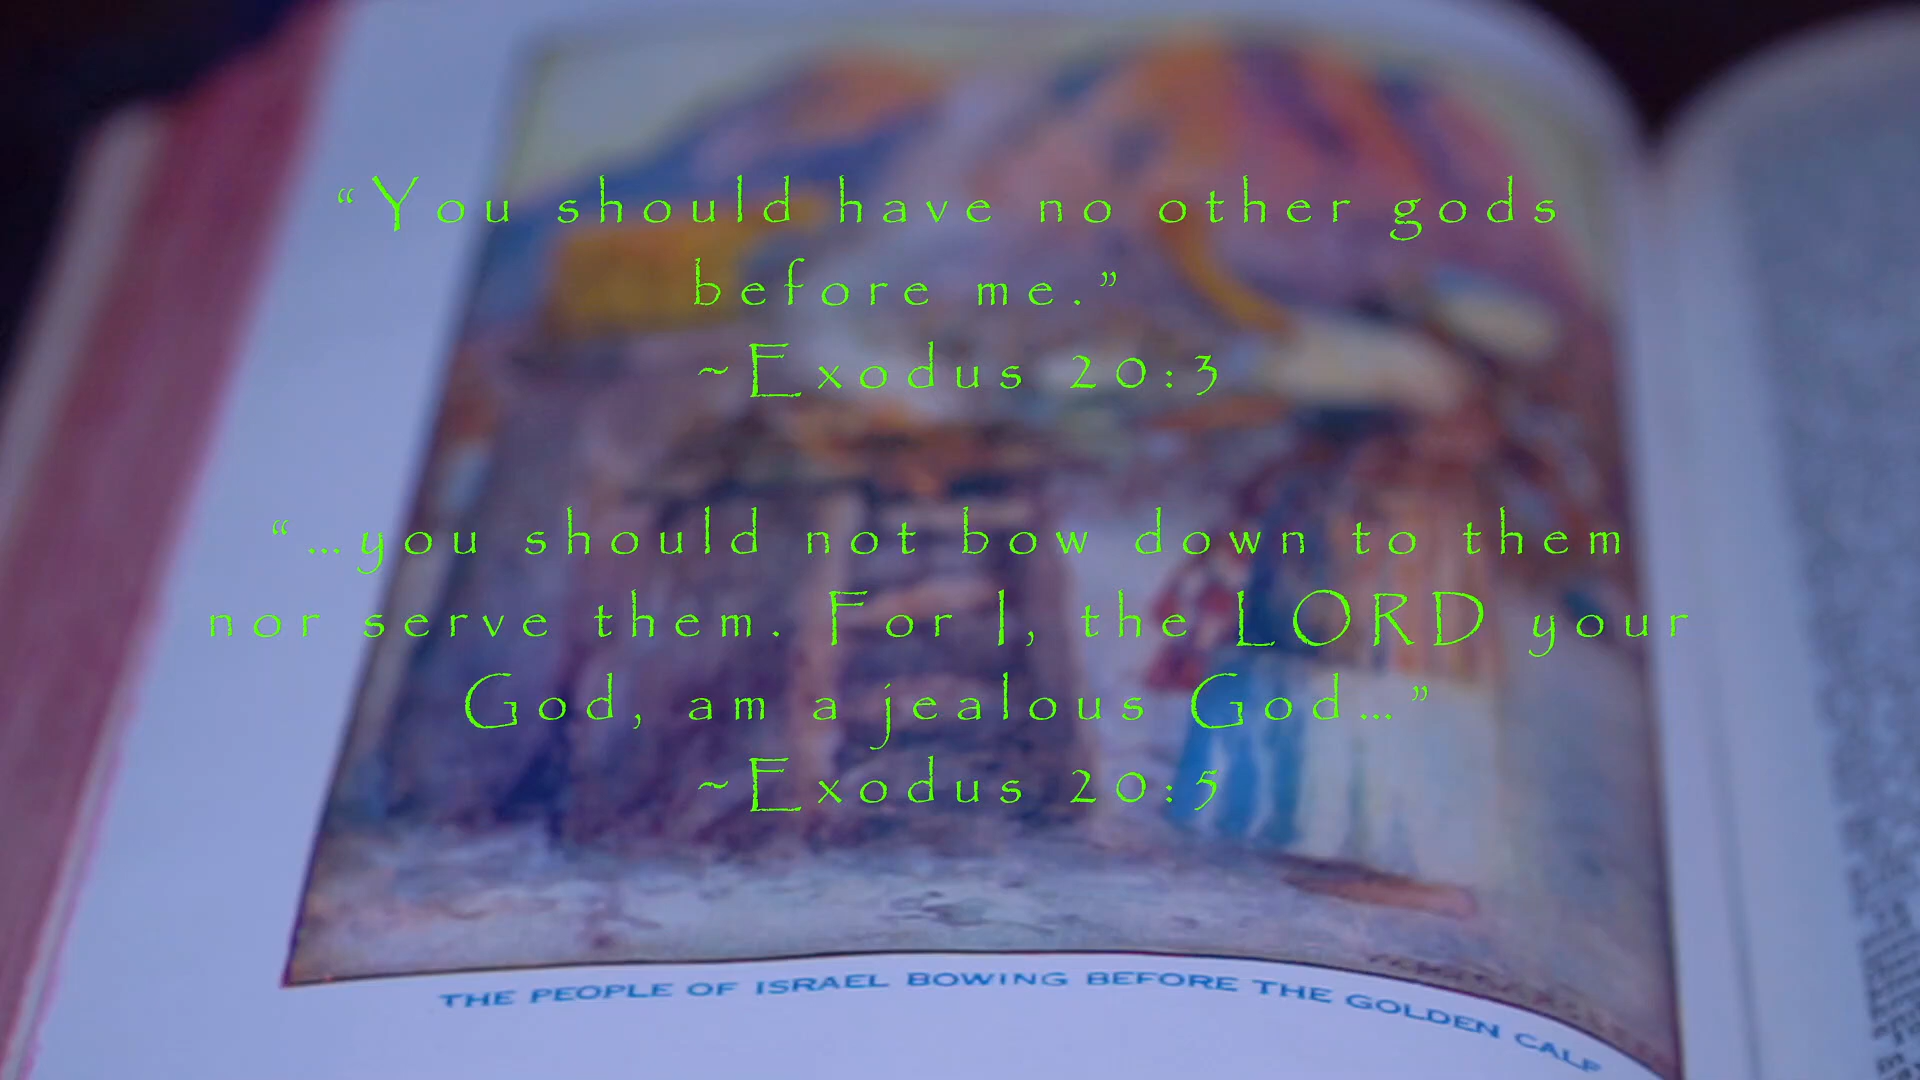 “You should have no other gods
before me.”
~Exodus 20:3
“…you should not bow down to them
nor serve them. For I, the LORD your
God, am a jealous God…”
~Exodus 20:5
THE PEOPLE OF ISRAEL BOWING BEFORE THE GOLDEN CALF